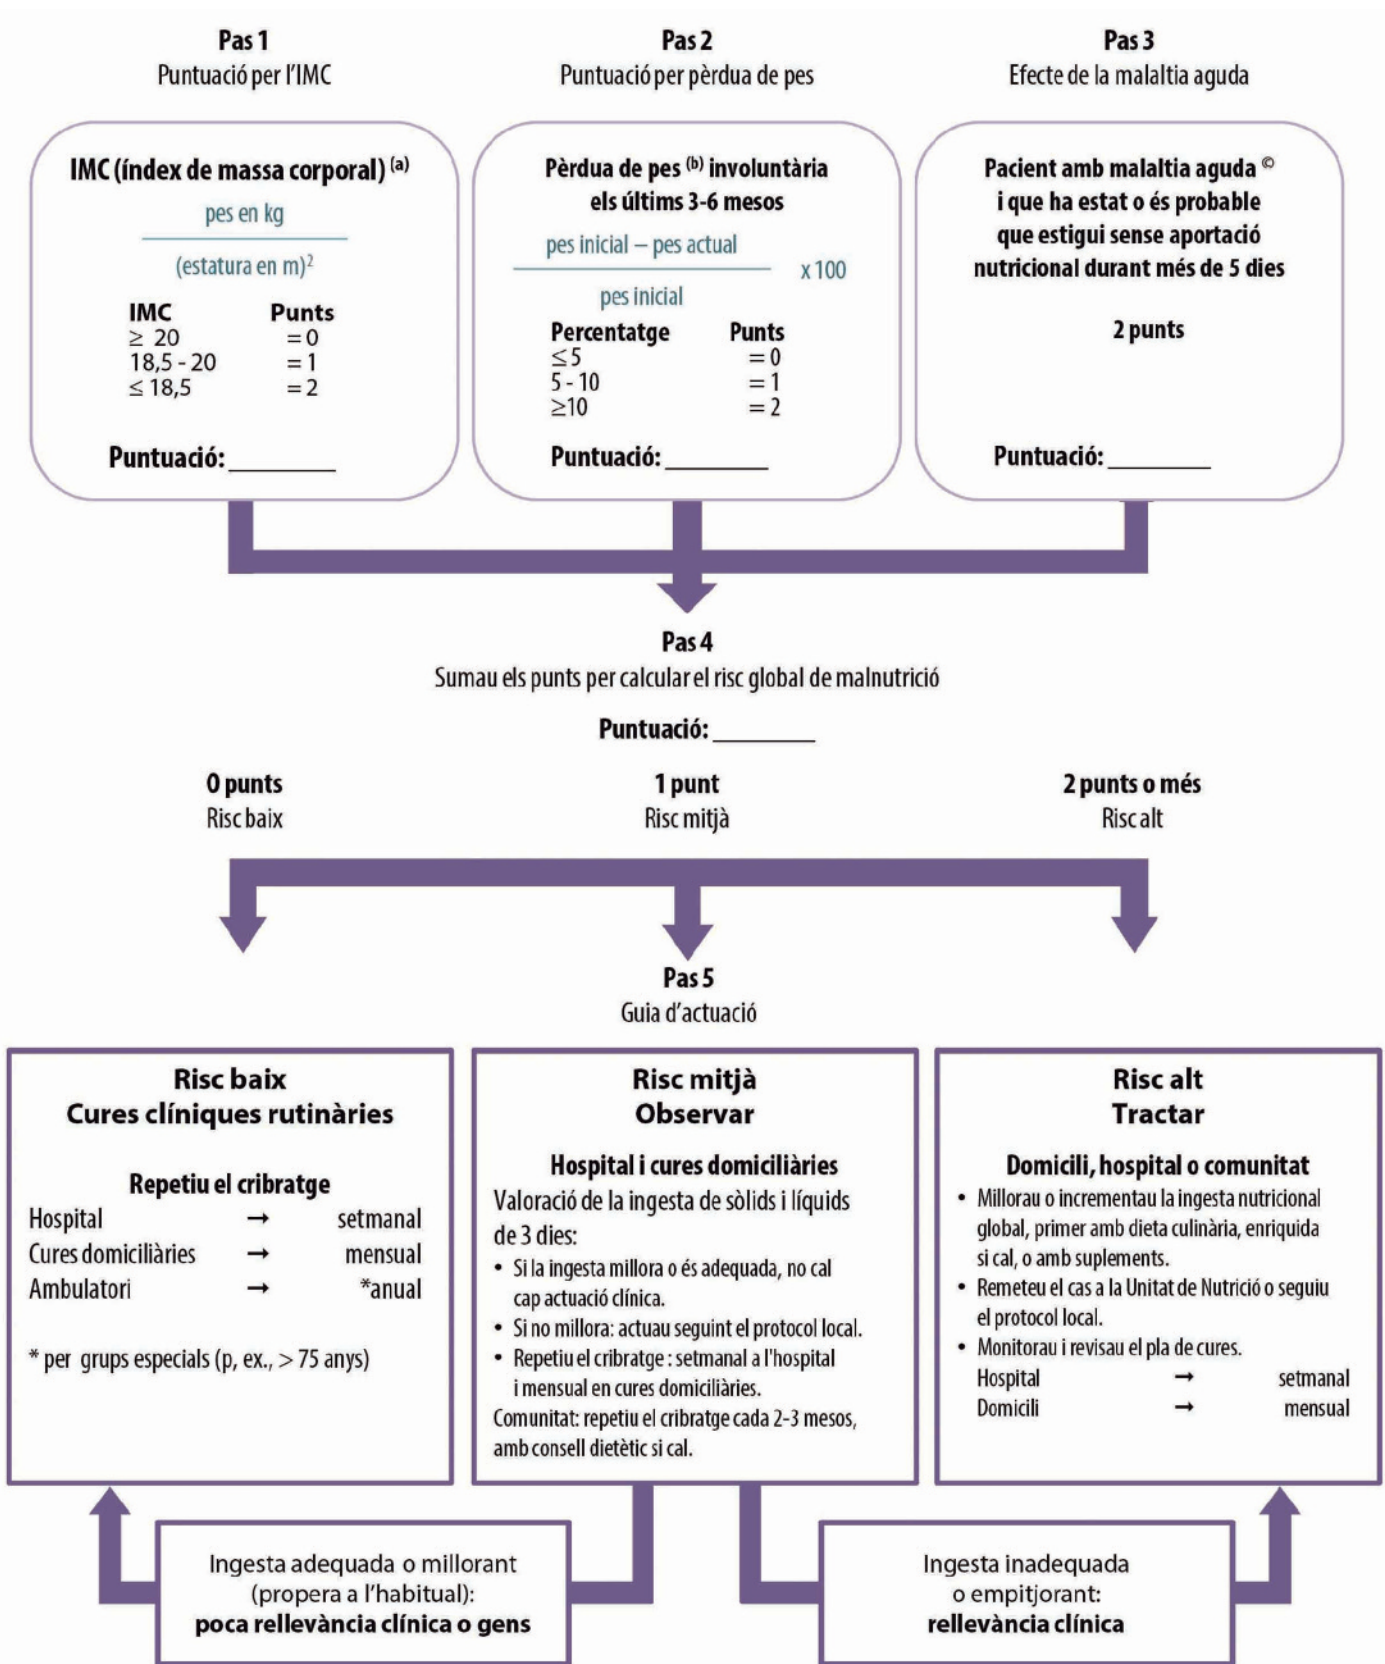 Pas 1
Puntuació per l'IMC
IMC (índex de massa corporal) (a)
pes en kg
(estatura en m)2
IMC Punts
≥ 20 = 0
18,5 - 20 = 1
≤ 18,5 = 2
Puntuació: ________
Pas 2
Puntuació per pèrdua de pes
Pèrdua de pes (b) involuntària
els últims 3-6 mesos
pes inicial – pes actual
x 100
pes inicial
Percentatge Punts
≤ 5 = 0
5 - 10 = 1
≥10 = 2
Puntuació: ________
Pas 3
Efecte de la malaltia aguda
Pacient amb malaltia aguda ©
i que ha estat o és probable
que estigui sense aportació
nutricional durant més de 5 dies
2 punts
Puntuació: ________
Pas 4
Sumau els punts per calcular el risc global de malnutrició
Puntuació: ________
0 punts
Risc baix
1 punt
Risc mitjà
2 punts o més
Risc alt
Pas 5
Guia d'actuació
Risc baix
Cures clíniques rutinàries
Repetiu el cribratge
Hospital → setmanal
Cures domiciliàries → mensual
Ambulatori → *anual
* per grups especials (p, ex., > 75 anys)
Risc mitjà
Observar
Hospital i cures domiciliàries
Valoració de la ingesta de sòlids i líquids
de 3 dies:
• Si la ingesta millora o és adequada, no cal
cap actuació clínica.
• Si no millora: actuau seguint el protocol local.
• Repetiu el cribratge : setmanal a l'hospital
i mensual en cures domiciliàries.
Comunitat: repetiu el cribratge cada 2-3 mesos,
amb consell dietètic si cal.
Risc alt
Tractar
Domicili, hospital o comunitat
• Millorau o incrementau la ingesta nutricional
global, primer amb dieta culinària, enriquida
si cal, o amb suplements.
• Remeteu el cas a la Unitat de Nutrició o seguiu
el protocol local.
• Monitorau i revisau el pla de cures.
Hospital → setmanal
Domicili → mensual
Ingesta adequada o millorant
(propera a l'habitual):
poca rellevància clínica o gens
Ingesta inadequada
o empitjorant:
rellevància clínica